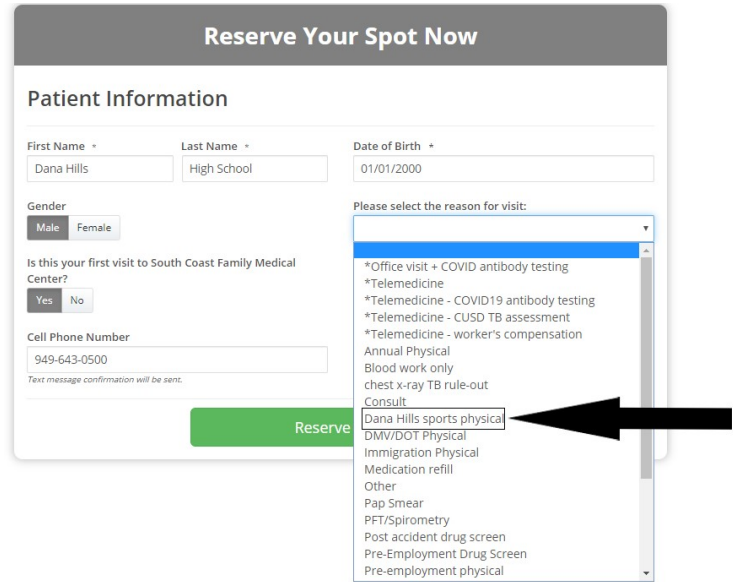 Reserve Your Spot Now
Patient Information
First Name *
Last Name *
Date of Birth *
Dana Hills
High School
01/01/2000
Gender
Male
Female
Is this your first visit to South Coast Family Medical
Center?
Yes
No
Cell Phone Number
949-643-0500
Text message confirmation will be sent.
Please select the reason for visit:
*Office visit + COVID antibody testing
*Telemedicine
*Telemedicine - COVID19 antibody testing
*Telemedicine - CUSD TB assessment
*Telemedicine - worker's compensation
Annual Physical
Blood work only
chest x-ray TB rule-out
Consult
Dana Hills sports physical
DMV/DOT Physical
Immigration Physical
Medication refill
Other
Pap Smear
PFT/Spirometry
Post accident drug screen
Pre-Employment Drug Screen
Pre-employment physical
Reserve